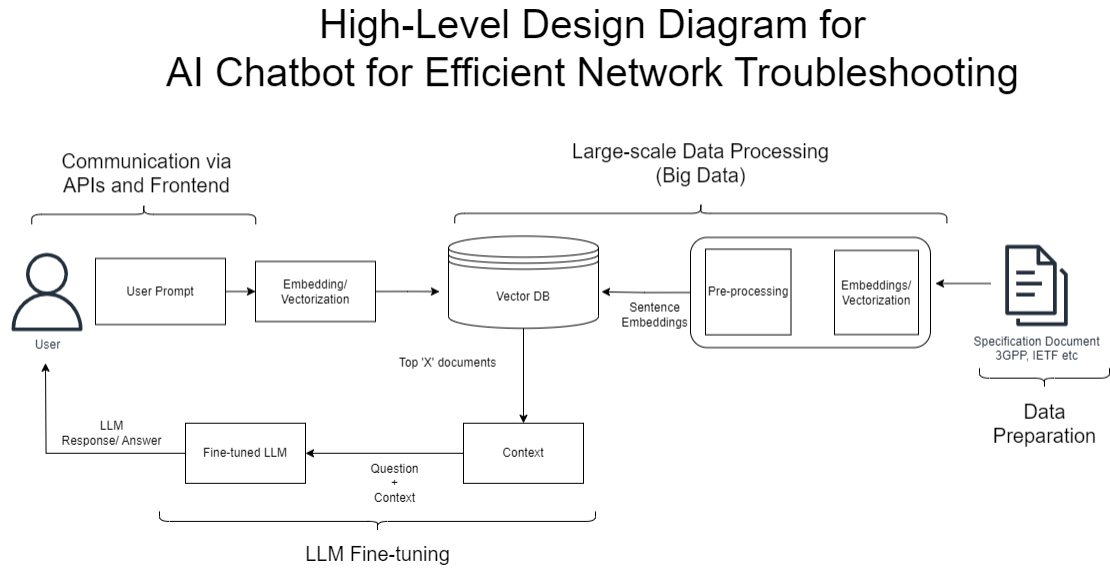 High-Level Design Diagram for
AI Chatbot for Efficient Network Troubleshooting
Communication via
APIs and Frontend
Large-scale Data Processing
(Big Data)
User
User Prompt
Embedding/
Vectorization
Vector DB
Sentence
Embeddings
Pre-processing
Embeddings/
Vectorization
Specification Document
3GPP, IETF etc
Data
Preparation
Top 'X' documents
LLM
Response/ Answer
Fine-tuned LLM
Question
+
Context
Context
LLM Fine-tuning